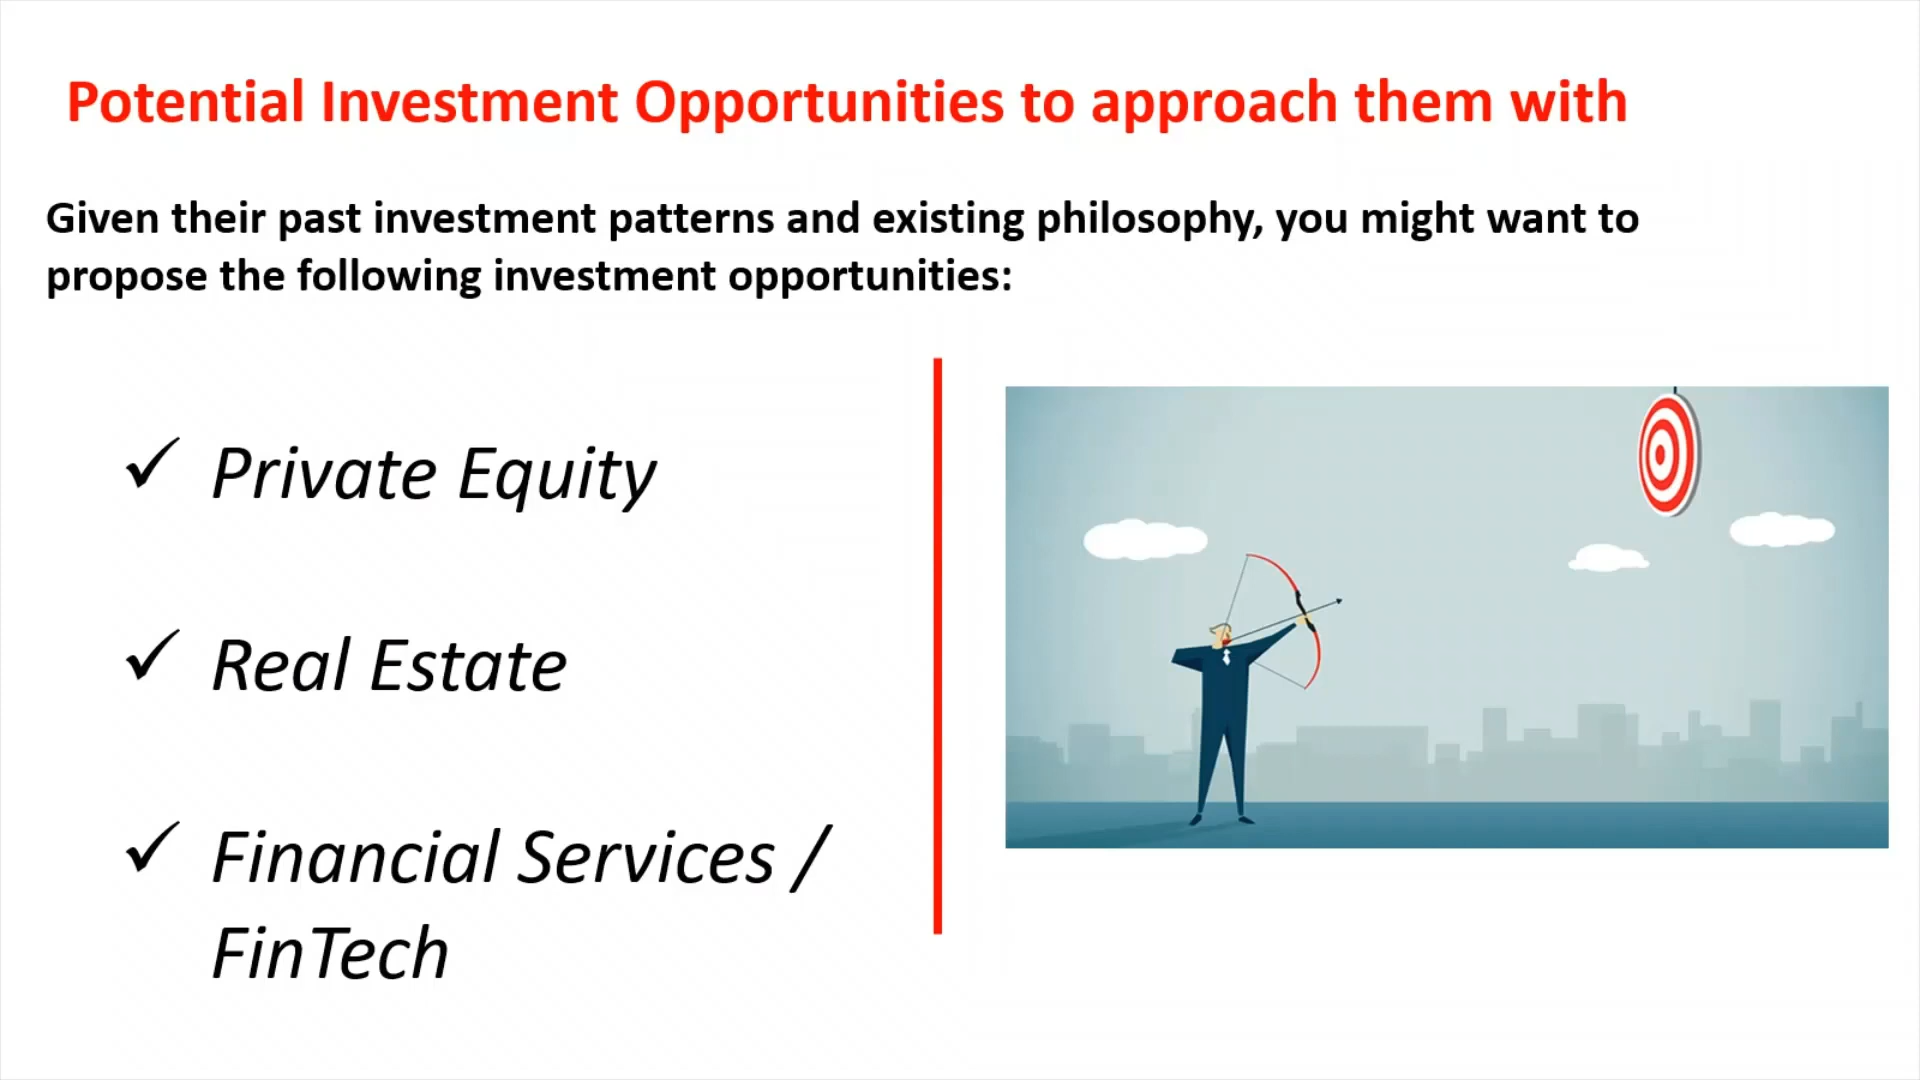 Potential Investment Opportunities to approach them with
Given their past investment patterns and existing philosophy, you might want to
propose the following investment opportunities:
✓ Private Equity
✓ Real Estate
✓ Financial Services /
FinTech